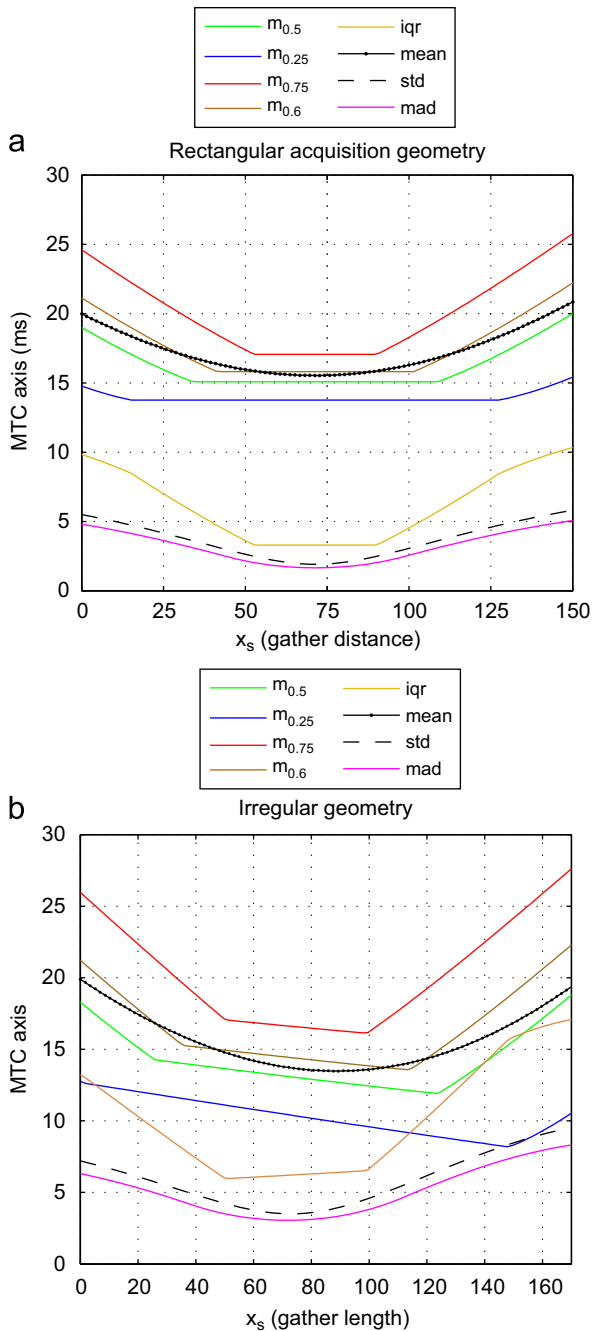 m0.5
m0.25
m0.75
m0.6
iqr
mean
std
mad
a
Rectangular acquisition geometry
30
25
20
15
10
5
0
MTC axis (ms)
0 25 50 75 100 125 150
xs (gather distance)
m0.5
m0.25
m0.75
m0.6
iqr
mean
std
mad
b
Irregular geometry
30
25
20
15
10
5
0
MTC axis
0 20 40 60 80 100 120 140 160
xs (gather length)